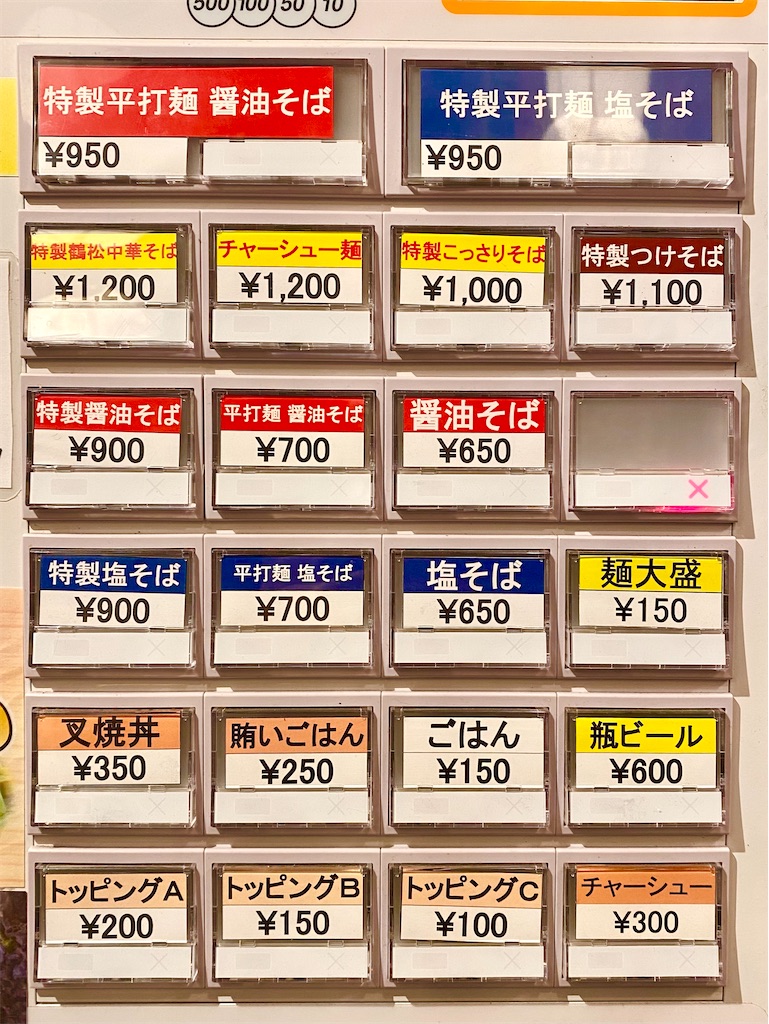 500 100 50 10
特製平打麺 醤油そば
¥950
特製平打麺 塩そば
¥950
特製鶴松中華そば
¥1,200
チャーシュー麺
¥1,200
特製こっさりそば
¥1,000
特製つけそば
¥1,100
特製醤油そば
¥900
平打麺 醤油そば
¥700
醤油そば
¥650
×
特製塩そば
¥900
平打麺 塩そば
¥700
塩そば
¥650
麺大盛
¥150
叉焼丼
¥350
賄いごはん
¥250
ごはん
¥150
瓶ビール
¥600
トッピングA
¥200
トッピングB
¥150
トッピングC
¥100
チャーシュー
¥300